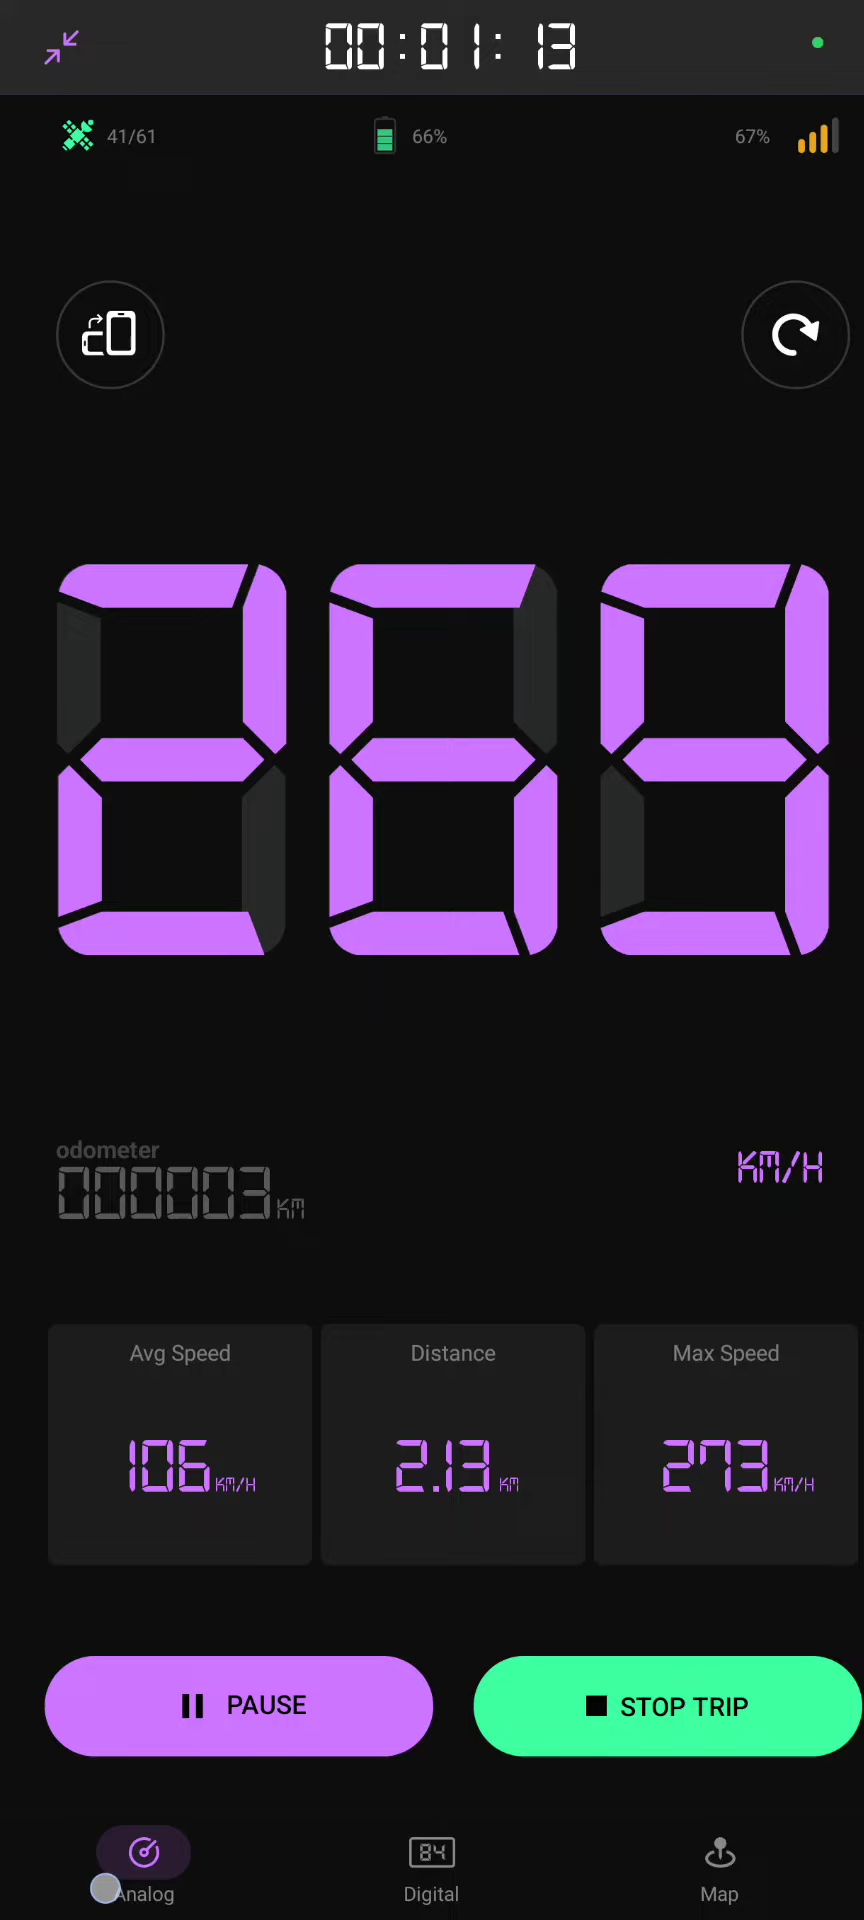 00:01:13
41/61 66% 67%
269
odometer
000003 KM
KM/H
Avg Speed Distance Max Speed
106 KM/H 2.13 KM 273 KM/H
PAUSE STOP TRIP
84
Analog Digital Map